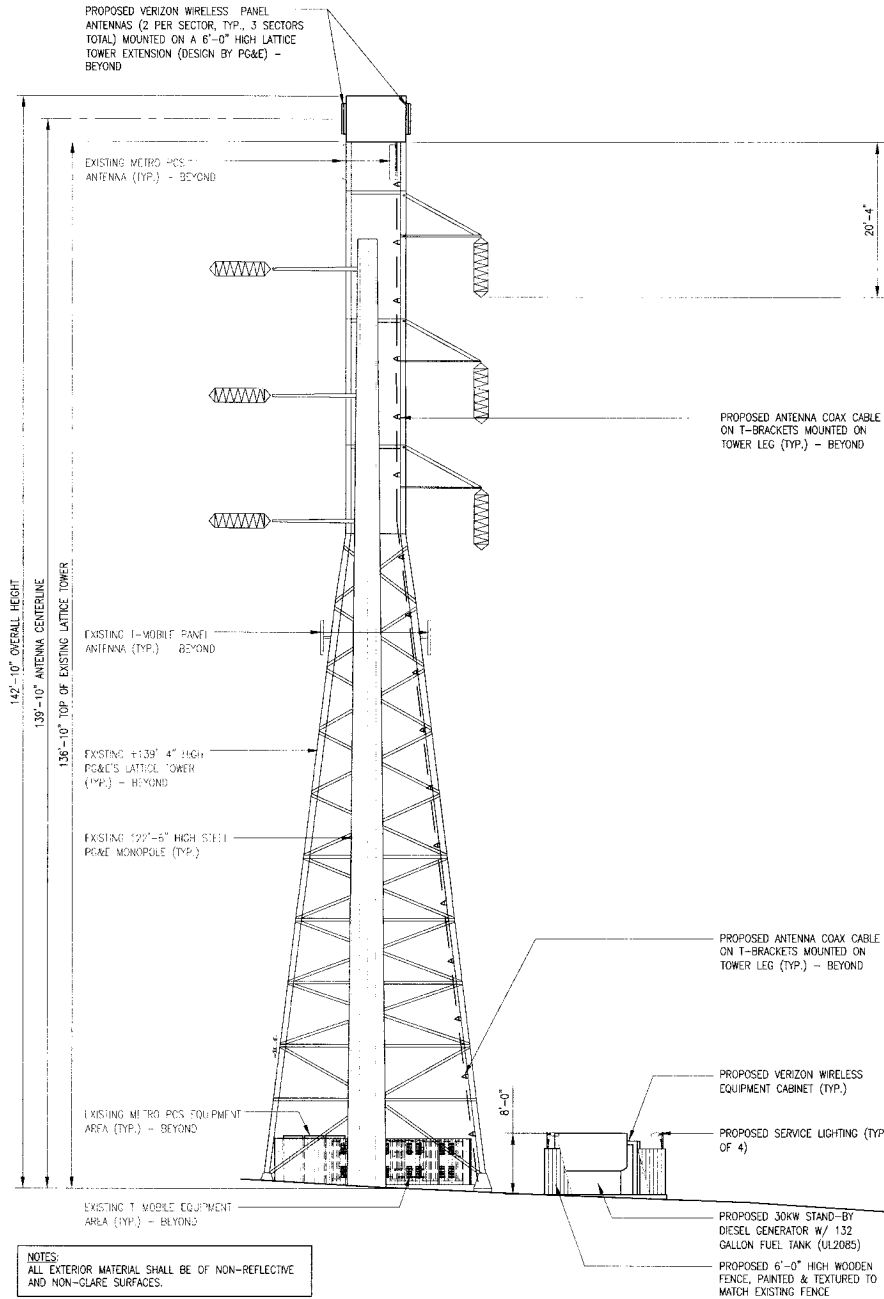 PROPOSED VERIZON WIRELESS PANEL
ANTENNAS (2 PER SECTOR, TYP., 3 SECTORS
TOTAL) MOUNTED ON A 6'-0" HIGH LATTICE
TOWER EXTENSION (DESIGN BY PG&E) -
BEYOND
EXISTING METRO PCS
ANTENNA (TYP.) - BEYOND
20'-4"
PROPOSED ANTENNA COAX CABLE
ON T-BRACKETS MOUNTED ON
TOWER LEG (TYP.) - BEYOND
142'-10" OVERALL HEIGHT
139'-10" ANTENNA CENTERLINE
136'-10" TOP OF EXISTING LATTICE TOWER
EXISTING T-MOBILE PANEL
ANTENNA (TYP.) BEYOND
EXISTING ±139' 4" HIGH
PG&E'S LATTICE TOWER
(TYP.) - BEYOND
EXISTING 122'-6" HIGH STEEL
PG&E MONOPOLE (TYP.)
PROPOSED ANTENNA COAX CABLE
ON T-BRACKETS MOUNTED ON
TOWER LEG (TYP.) - BEYOND
PROPOSED VERIZON WIRELESS
EQUIPMENT CABINET (TYP.)
8'-0"
EXISTING METRO PCS EQUIPMENT
AREA (TYP.) - BEYOND
PROPOSED SERVICE LIGHTING (TYP
OF 4)
EXISTING T MOBILE EQUIPMENT
AREA (TYP.) - BEYOND
PROPOSED 30KW STAND-BY
DIESEL GENERATOR W/ 132
GALLON FUEL TANK (UL2085)
PROPOSED 6'-0" HIGH WOODEN
FENCE, PAINTED & TEXTURED TO
MATCH EXISTING FENCE
NOTES:
ALL EXTERIOR MATERIAL SHALL BE OF NON-REFLECTIVE
AND NON-GLARE SURFACES.